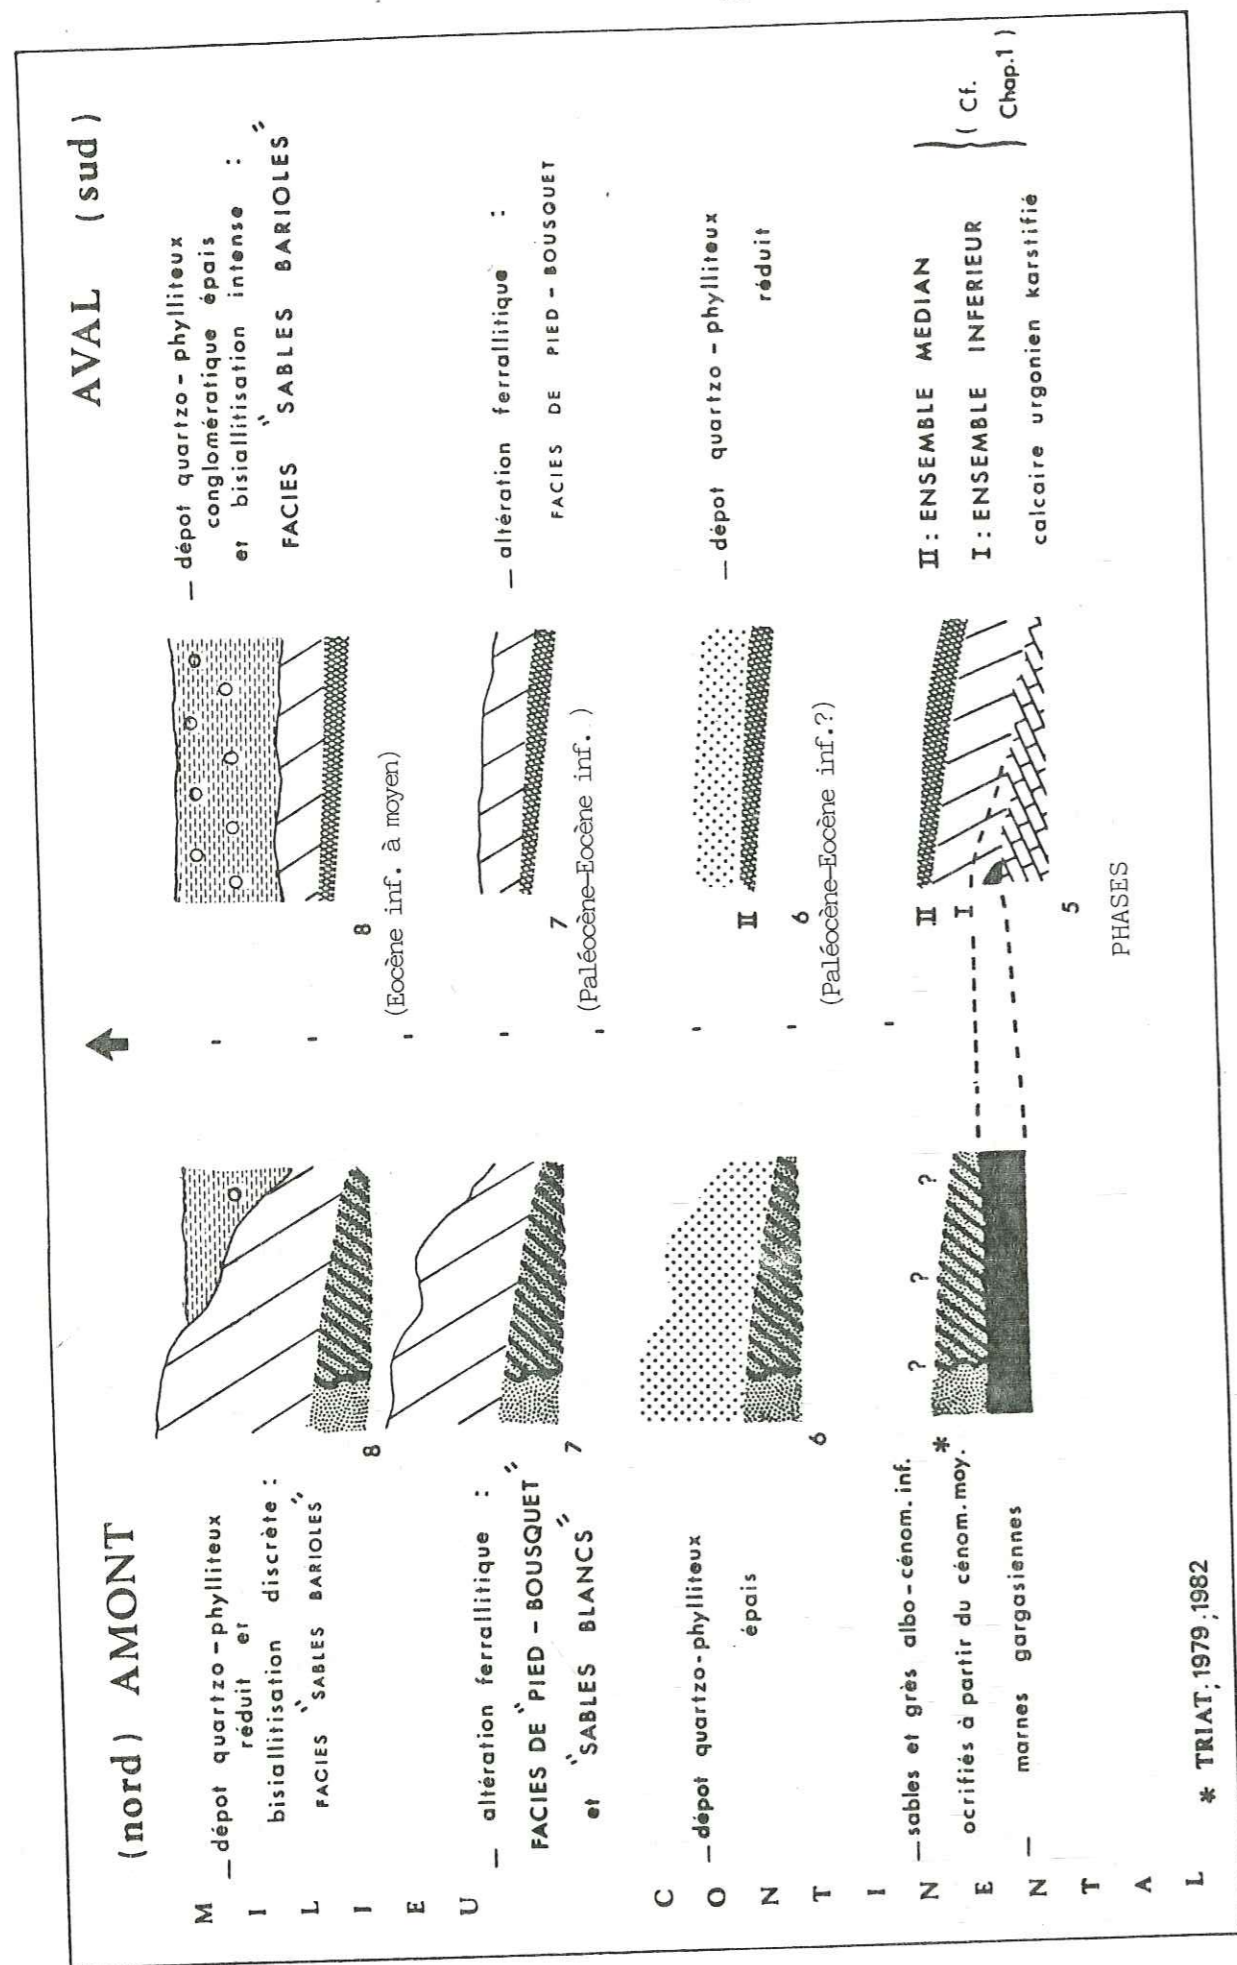 (nord) AMONT
AVAL (sud)
MILIEU
CONTINENTAL
— dépot quartzo-phylliteux
réduit et
bisiallitisation discrète :
FACIES "SABLES BARIOLES"
8
— altération ferrallitique :
FACIES DE "PIED-BOUSQUET"
et "SABLES BLANCS"
7
— dépot quartzo-phylliteux
épais
6
— sables et grès albo-cénom. inf.
ocrifiés à partir du cénom. moy. *
— marnes gargasiennes
? ? ?
* TRIAT; 1979; 1982
8
(Eocène inf. à moyen)
— dépot quartzo-phylliteux
conglomératique épais
et bisiallitisation intense :
FACIES "SABLES BARIOLES"
7
(Paléocène-Eocène inf.)
— altération ferrallitique :
FACIES DE PIED-BOUSQUET
II
6
(Paléocène-Eocène inf.?)
— dépot quartzo-phylliteux
réduit
II
I
5
PHASES
II : ENSEMBLE MEDIAN
I : ENSEMBLE INFERIEUR
} ( Cf.
Chap.1 )
calcaire urgonien karstifié